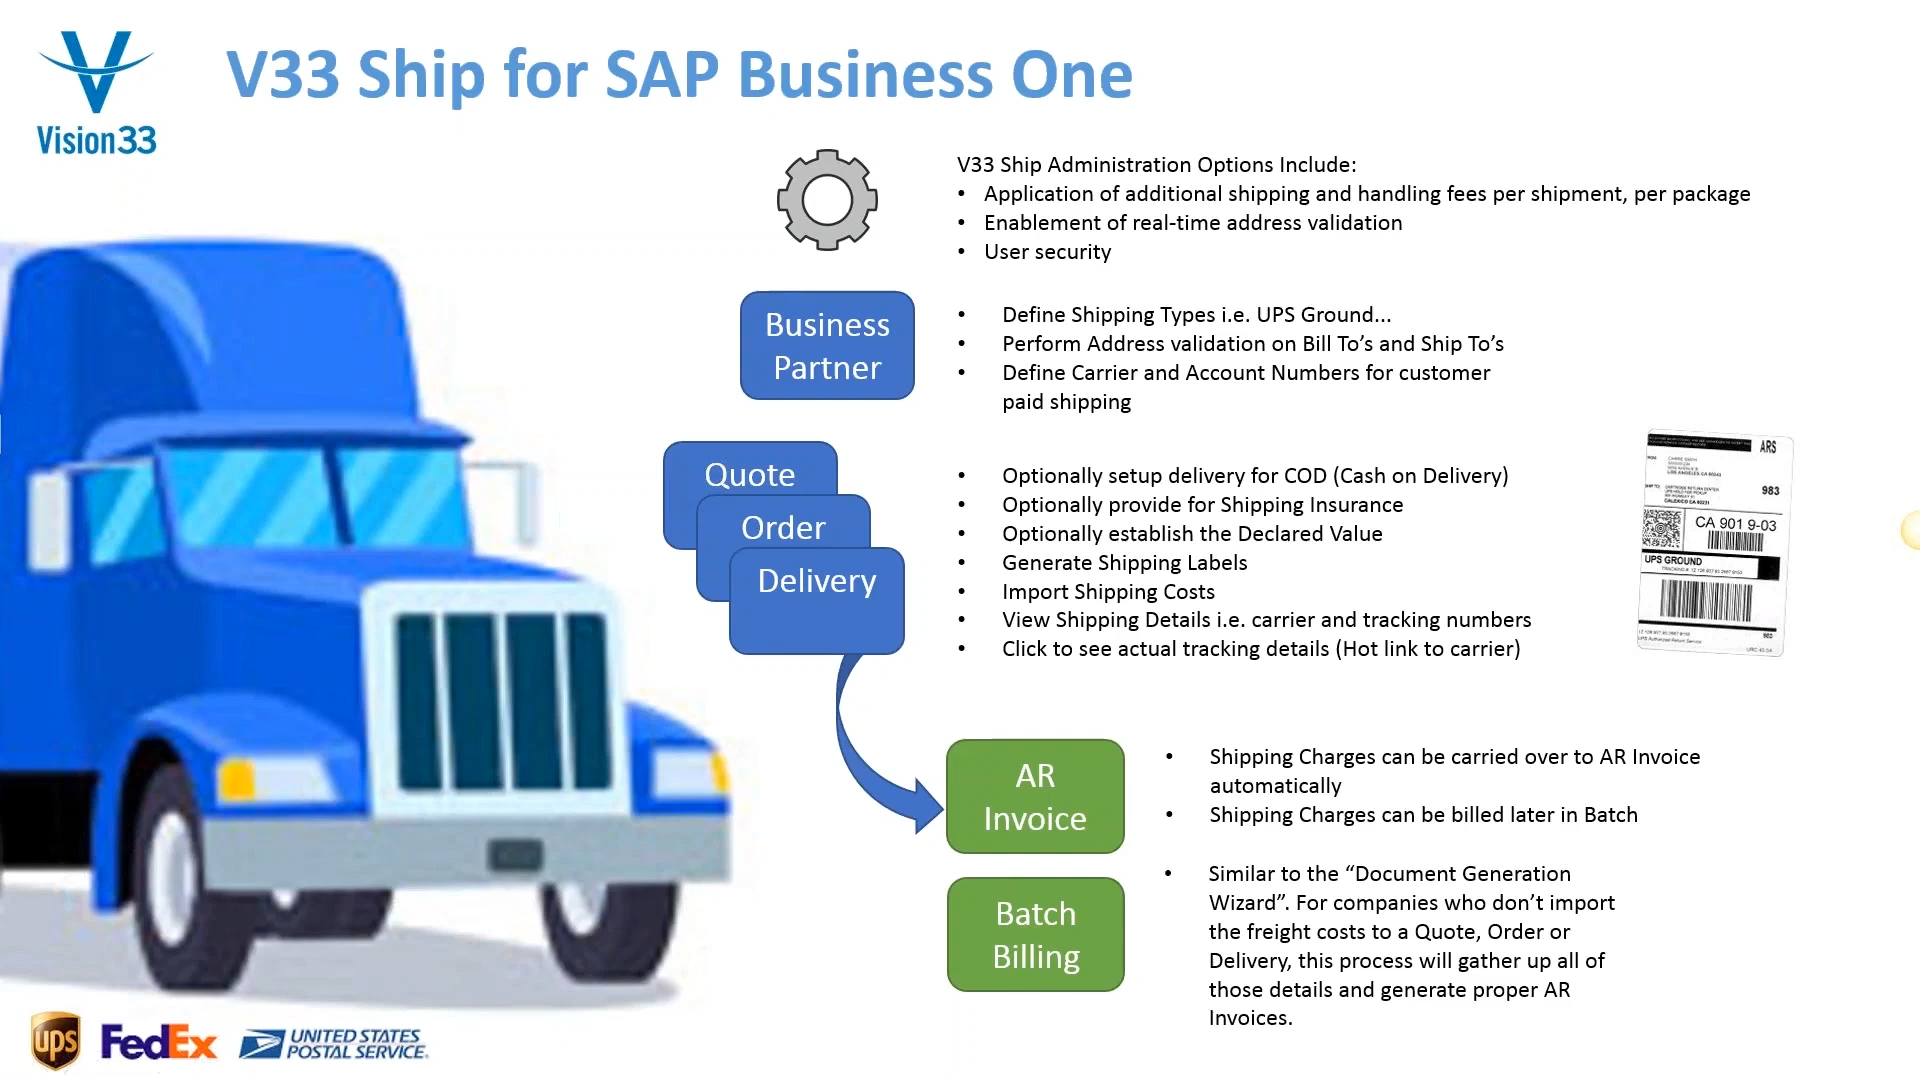 V33 Ship for SAP Business One
Vision33
V33 Ship Administration Options Include:
• Application of additional shipping and handling fees per shipment, per package
• Enablement of real-time address validation
• User security
Business
Partner
• Define Shipping Types i.e. UPS Ground...
• Perform Address validation on Bill To’s and Ship To’s
• Define Carrier and Account Numbers for customer
paid shipping
Quote
Order
Delivery
• Optionally setup delivery for COD (Cash on Delivery)
• Optionally provide for Shipping Insurance
• Optionally establish the Declared Value
• Generate Shipping Labels
• Import Shipping Costs
• View Shipping Details i.e. carrier and tracking numbers
• Click to see actual tracking details (Hot link to carrier)
ARS
983
CA 901 9-03
UPS GROUND
AR
Invoice
• Shipping Charges can be carried over to AR Invoice
automatically
• Shipping Charges can be billed later in Batch
Batch
Billing
• Similar to the “Document Generation
Wizard”. For companies who don’t import
the freight costs to a Quote, Order or
Delivery, this process will gather up all of
those details and generate proper AR
Invoices.
ups
FedEx
UNITED STATES
POSTAL SERVICE.